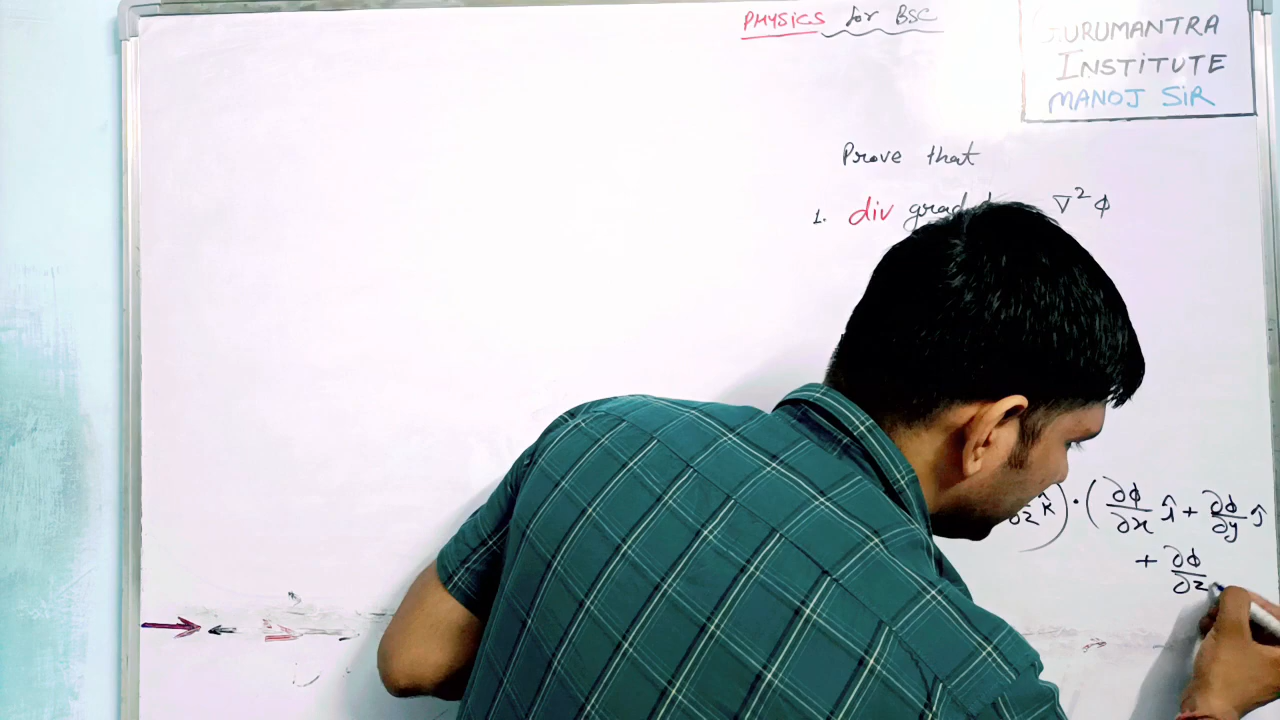 PHYSICS for BSC
GURUMANTRA
INSTITUTE
MANOJ SIR
Prove that
1. div grad ∇²ϕ
∂z k̂) · (∂ϕ/∂x î + ∂ϕ/∂y ĵ
+ ∂ϕ/∂z